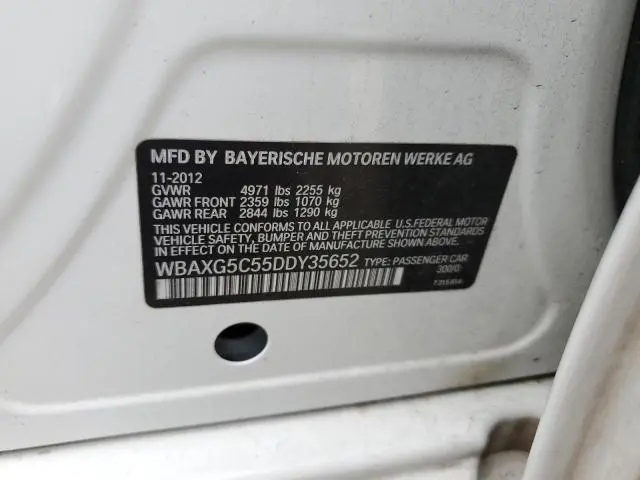 MFD BY BAYERISCHE MOTOREN WERKE AG
11-2012
GVWR 4971 lbs 2255 kg
GAWR FRONT 2359 lbs 1070 kg
GAWR REAR 2844 lbs 1290 kg
THIS VEHICLE CONFORMS TO ALL APPLICABLE U.S.FEDERAL MOTOR
VEHICLE SAFETY, BUMPER, AND THEFT PREVENTION STANDARDS
IN EFFECT ON THE DATE OF MANUFACTURE SHOWN ABOVE.
WBAXG5C55DDY35652 TYPE: PASSENGER CAR
300/0